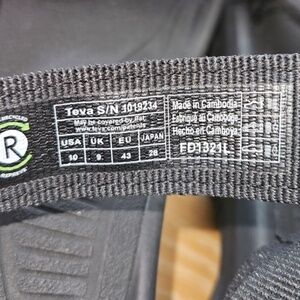 Teva S/N 1019234
May be covered by Pat.
www.teva.com/patents
USA UK EU JAPAN
10 9 43 28
Made in Cambodia
Fabriqué au Cambodge
Hecho en Camboya
FD1321L
R